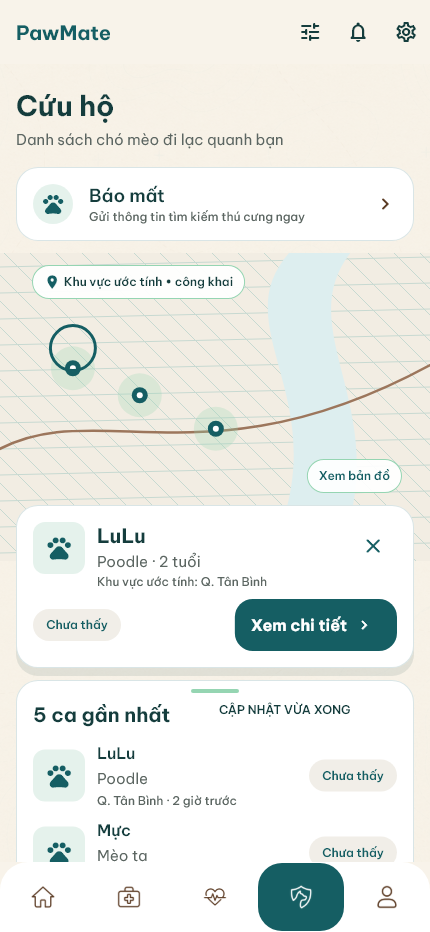 PawMate
Cứu hộ
Danh sách chó mèo đi lạc quanh bạn
Báo mất
Gửi thông tin tìm kiếm thú cưng ngay
Khu vực ước tính • công khai
Xem bản đồ
LuLu
Poodle · 2 tuổi
Khu vực ước tính: Q. Tân Bình
Chưa thấy
Xem chi tiết
5 ca gần nhất
CẬP NHẬT VỪA XONG
LuLu
Poodle
Q. Tân Bình · 2 giờ trước
Chưa thấy
Mực
Mèo ta
Chưa thấy